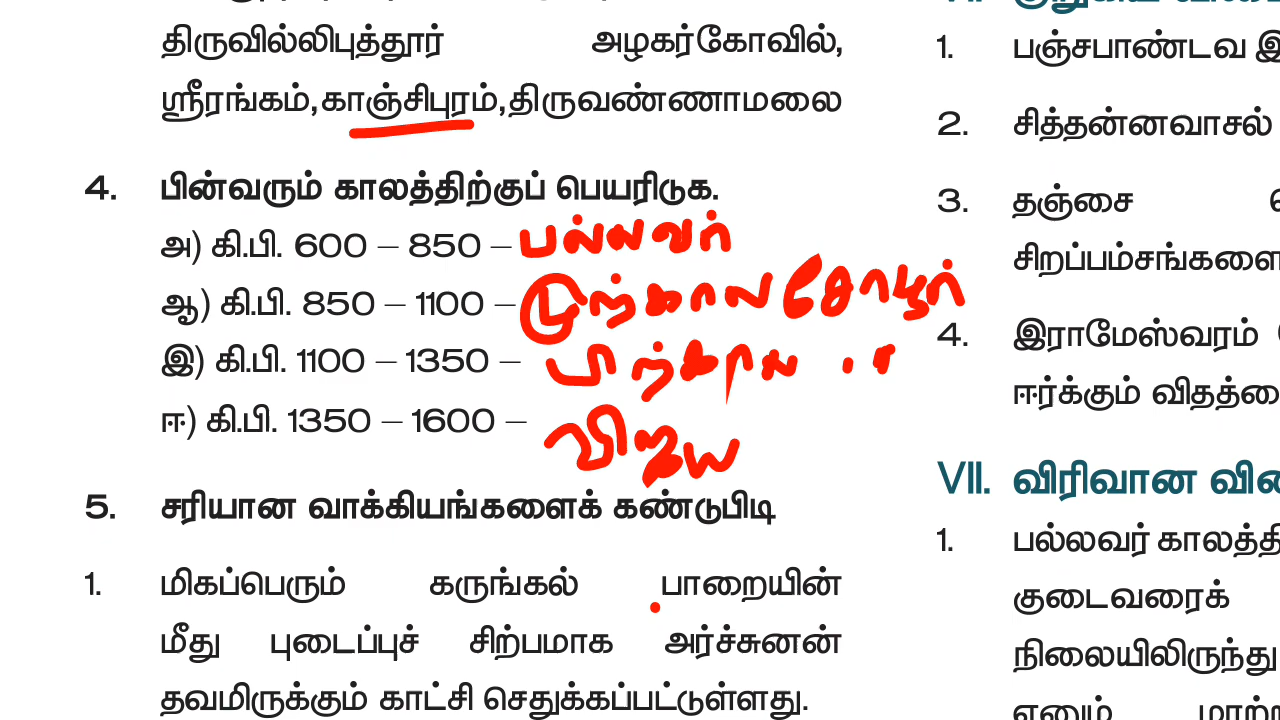 திருவில்லிபுத்தூர் அழகர்கோவில்,
ஸ்ரீரங்கம்,காஞ்சிபுரம்,திருவண்ணாமலை
4. பின்வரும் காலத்திற்குப் பெயரிடுக.
அ) கி.பி. 600 – 850 – பல்லவர்
ஆ) கி.பி. 850 – 1100 – முற்கால சோழர்
இ) கி.பி. 1100 – 1350 – பிற்கால "
ஈ) கி.பி. 1350 – 1600 – விஜய
5. சரியான வாக்கியங்களைக் கண்டுபிடி
1. மிகப்பெரும் கருங்கல் பாறையின்
மீது புடைப்புச் சிற்பமாக அர்ச்சுனன்
தவமிருக்கும் காட்சி செதுக்கப்பட்டுள்ளது.
1. பஞ்சபாண்டவ
2. சித்தன்னவாசல்
3. தஞ்சை
சிறப்பம்சங்களை
4. இராமேஸ்வரம்
ஈர்க்கும் விதத்தை
VII. விரிவான
1. பல்லவர் காலத்தி
குடைவரைக்
நிலையிலிருந்து
எனும்